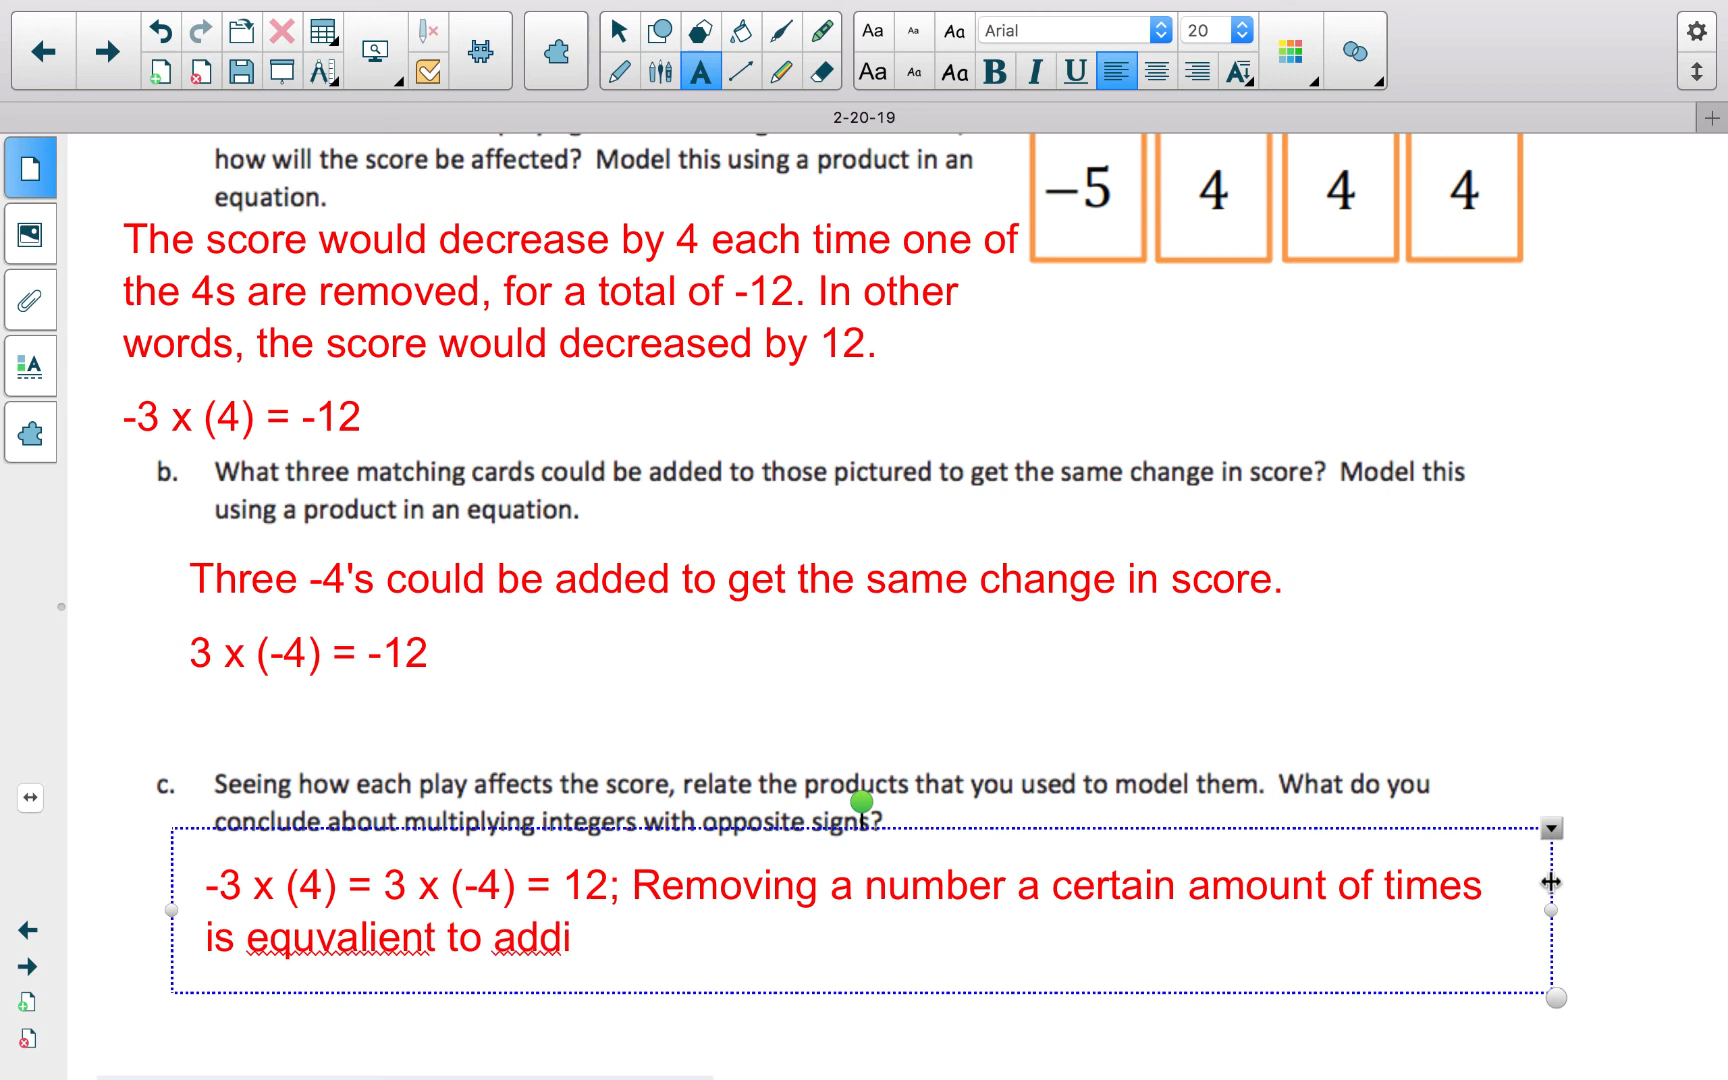 Aa Aa Aa Arial 20
Aa Aa Aa B I U A
2-20-19
how will the score be affected? Model this using a product in an
equation.
−5 4 4 4
The score would decrease by 4 each time one of
the 4s are removed, for a total of -12. In other
words, the score would decreased by 12.
-3 x (4) = -12
b. What three matching cards could be added to those pictured to get the same change in score? Model this
using a product in an equation.
Three -4's could be added to get the same change in score.
3 x (-4) = -12
c. Seeing how each play affects the score, relate the products that you used to model them. What do you
conclude about multiplying integers with opposite signs?
-3 x (4) = 3 x (-4) = 12; Removing a number a certain amount of times
is equvalient to addi